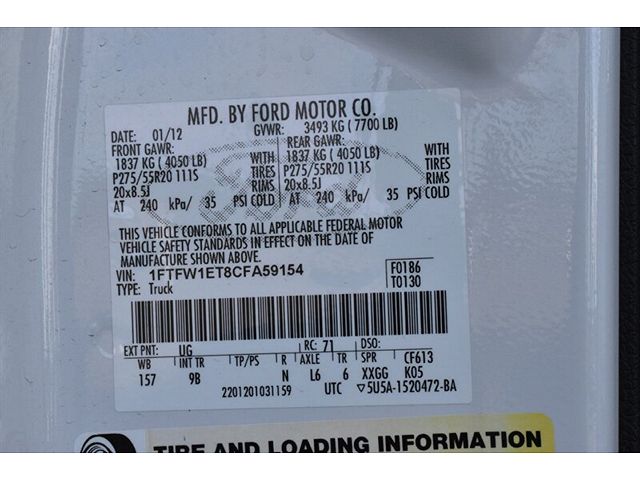 MFD. BY FORD MOTOR CO.
DATE: 01/12 GVWR: 3493 KG ( 7700 LB)
FRONT GAWR: REAR GAWR:
1837 KG ( 4050 LB) WITH 1837 KG ( 4050 LB) WITH
P275/55R20 111S TIRES P275/55R20 111S TIRES
20x8.5J RIMS 20x8.5J RIMS
AT 240 kPa/ 35 PSI COLD AT 240 kPa/ 35 PSI COLD
THIS VEHICLE CONFORMS TO ALL APPLICABLE FEDERAL MOTOR
VEHICLE SAFETY STANDARDS IN EFFECT ON THE DATE OF
MANUFACTURE SHOWN ABOVE.
VIN: 1FTFW1ET8CFA59154 F0186
TYPE: Truck T0130
EXT PNT: UG RC: 71 DSO:
WB INT TR TP/PS R AXLE TR SPR CF613
157 9B N L6 6 XXGG K05
2201201031159 UTC ▽5U5A-1520472-BA
TIRE AND LOADING INFORMATION